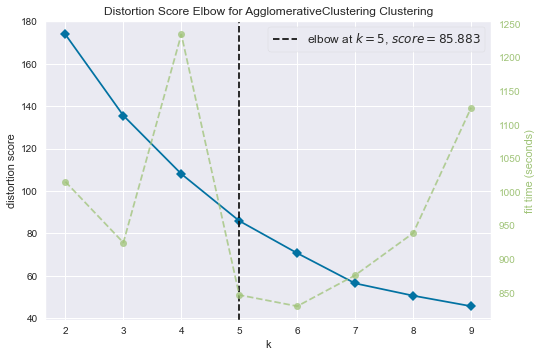 Distortion Score Elbow for AgglomerativeClustering Clustering
elbow at k = 5, score = 85.883
180
160
140
120
100
80
60
40
distortion score
1250
1200
1150
1100
1050
1000
950
900
850
fit time (seconds)
2 3 4 5 6 7 8 9
k